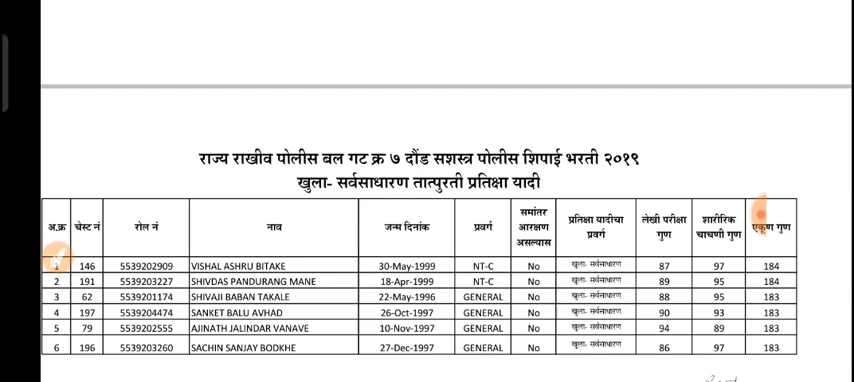 राज्य राखीव पोलीस बल गट क्र ७ दौंड सशस्त्र पोलीस शिपाई भरती २०१९
खुला- सर्वसाधारण तात्पुरती प्रतिक्षा यादी
अ.क्र चेस्ट नं रोल नं नाव जन्म दिनांक प्रवर्ग समांतर आरक्षण असल्यास प्रतिक्षा यादीचा प्रवर्ग लेखी परीक्षा गुण शारीरिक चाचणी गुण एकूण गुण
1 146 5539202909 VISHAL ASHRU BITAKE 30-May-1999 NT-C No खुला- सर्वसाधारण 87 97 184
2 191 5539203227 SHIVDAS PANDURANG MANE 18-Apr-1999 NT-C No खुला- सर्वसाधारण 89 95 184
3 62 5539201174 SHIVAJI BABAN TAKALE 22-May-1996 GENERAL No खुला- सर्वसाधारण 88 95 183
4 197 5539204474 SANKET BALU AVHAD 26-Oct-1997 GENERAL No खुला- सर्वसाधारण 90 93 183
5 79 5539202555 AJINATH JALINDAR VANAVE 10-Nov-1997 GENERAL No खुला- सर्वसाधारण 94 89 183
6 196 5539203260 SACHIN SANJAY BODKHE 27-Dec-1997 GENERAL No खुला- सर्वसाधारण 86 97 183